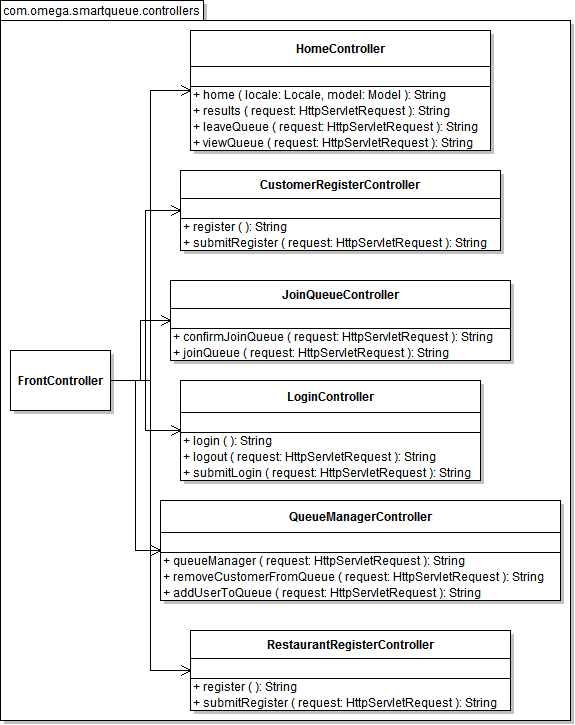 com.omega.smartqueue.controllers
HomeController
+ home ( locale: Locale, model: Model ): String
+ results ( request: HttpServletRequest ): String
+ leaveQueue ( request: HttpServletRequest ): String
+ viewQueue ( request: HttpServletRequest ): String
CustomerRegisterController
+ register ( ): String
+ submitRegister ( request: HttpServletRequest ): String
JoinQueueController
+ confirmJoinQueue ( request: HttpServletRequest ): String
+ joinQueue ( request: HttpServletRequest ): String
FrontController
LoginController
+ login ( ): String
+ logout ( request: HttpServletRequest ): String
+ submitLogin ( request: HttpServletRequest ): String
QueueManagerController
+ queueManager ( request: HttpServletRequest ): String
+ removeCustomerFromQueue ( request: HttpServletRequest ): String
+ addUserToQueue ( request: HttpServletRequest ): String
RestaurantRegisterController
+ register ( ): String
+ submitRegister ( request: HttpServletRequest ): String